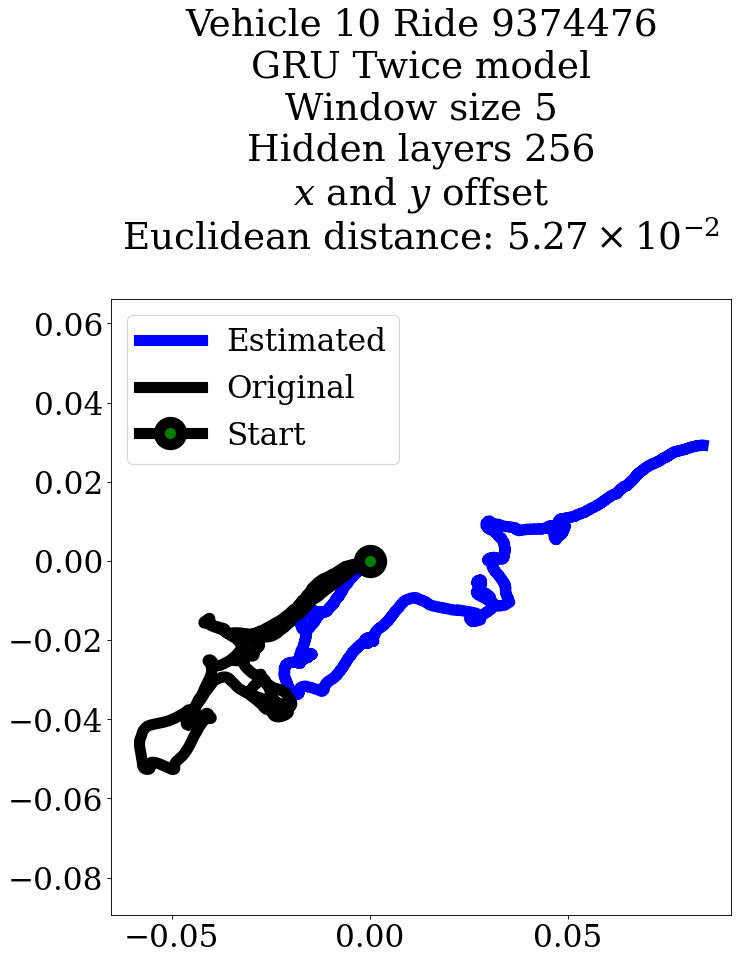 Vehicle 10 Ride 9374476
GRU Twice model
Window size 5
Hidden layers 256
x and y offset
Euclidean distance: 5.27 × 10⁻²
Estimated
Original
Start
0.06
0.04
0.02
0.00
−0.02
−0.04
−0.06
−0.08
−0.05 0.00 0.05